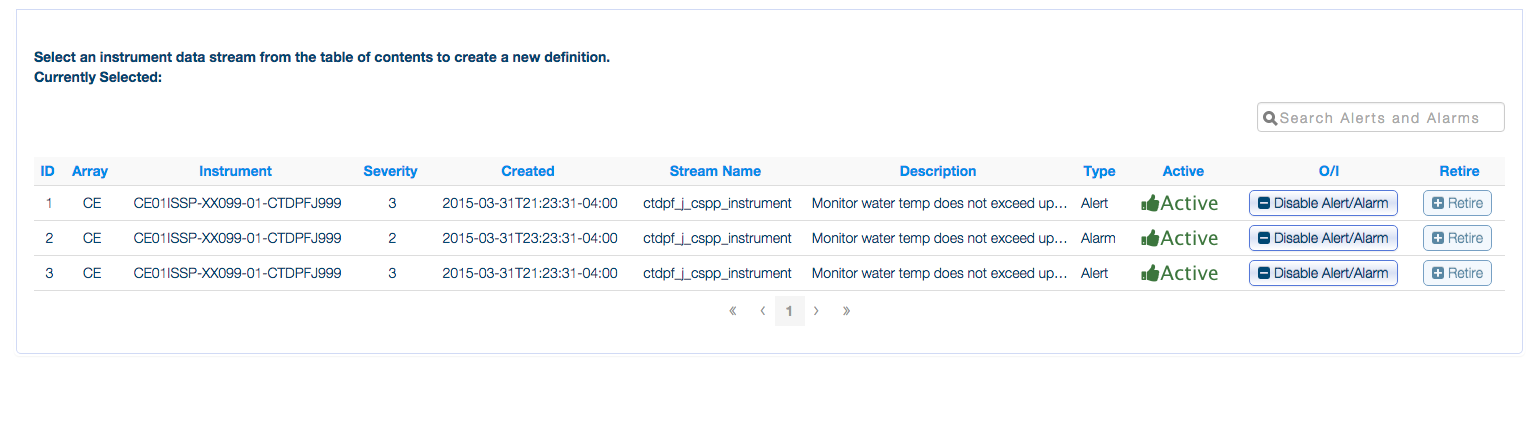 Select an instrument data stream from the table of contents to create a new definition.
Currently Selected:
Search Alerts and Alarms
ID Array Instrument Severity Created Stream Name Description Type Active O/I Retire
1 CE CE01ISSP-XX099-01-CTDPFJ999 3 2015-03-31T21:23:31-04:00 ctdpf_j_cspp_instrument Monitor water temp does not exceed up... Alert Active Disable Alert/Alarm Retire
2 CE CE01ISSP-XX099-01-CTDPFJ999 2 2015-03-31T23:23:31-04:00 ctdpf_j_cspp_instrument Monitor water temp does not exceed up... Alarm Active Disable Alert/Alarm Retire
3 CE CE01ISSP-XX099-01-CTDPFJ999 3 2015-03-31T21:23:31-04:00 ctdpf_j_cspp_instrument Monitor water temp does not exceed up... Alert Active Disable Alert/Alarm Retire
« ‹ 1 › »